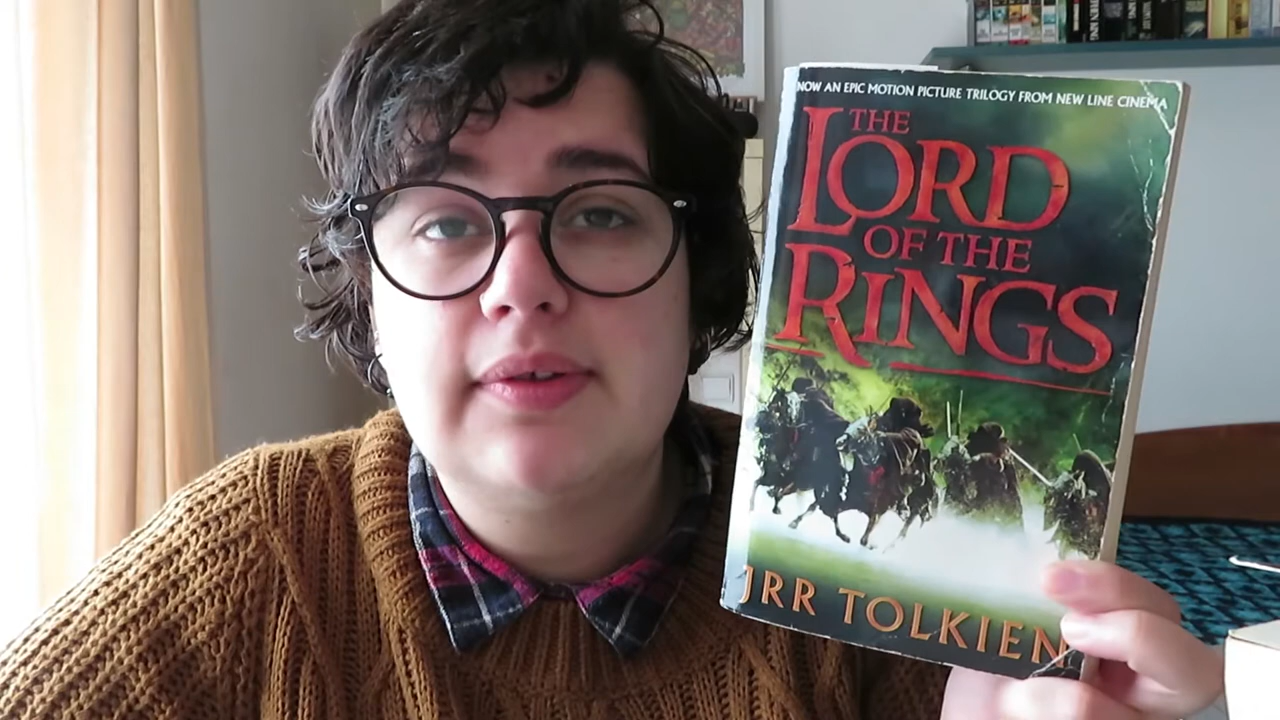 NOW AN EPIC MOTION PICTURE TRILOGY FROM NEW LINE CINEMA
THE
LORD
OF THE
RINGS
JRR TOLKIEN